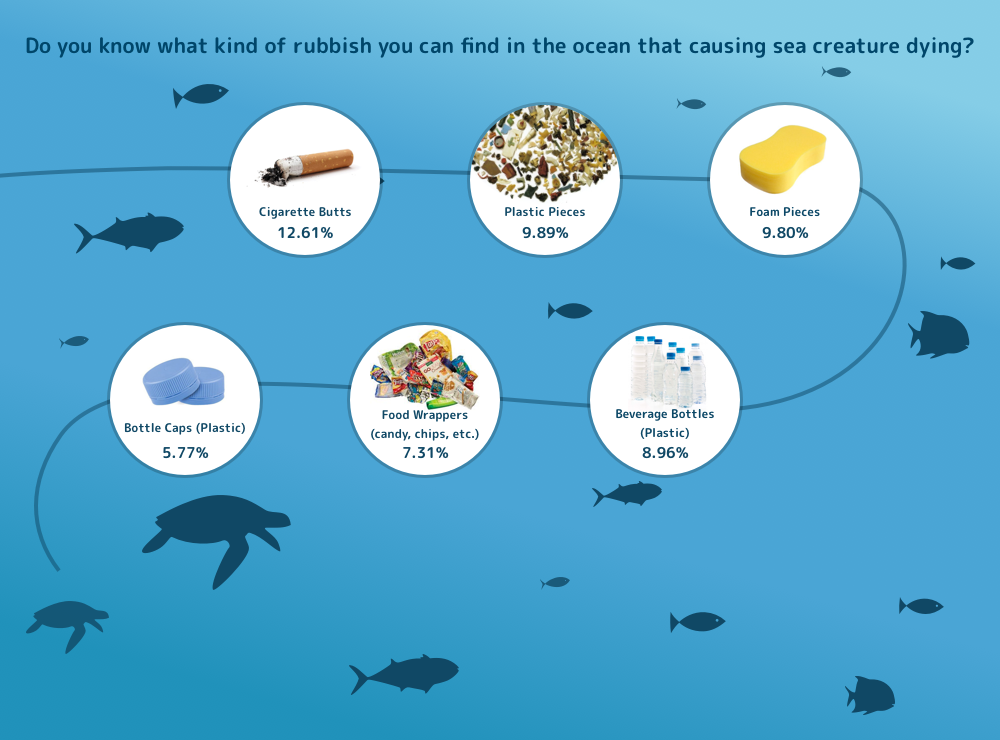 Do you know what kind of rubbish you can find in the ocean that causing sea creature dying?
Cigarette Butts
12.61%
Plastic Pieces
9.89%
Foam Pieces
9.80%
Bottle Caps (Plastic)
5.77%
Food Wrappers
(candy, chips, etc.)
7.31%
Beverage Bottles
(Plastic)
8.96%